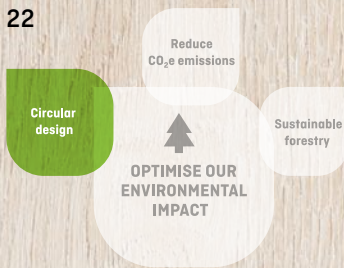 22
Reduce
CO₂e emissions
Circular
design
Sustainable
forestry
OPTIMISE OUR
ENVIRONMENTAL
IMPACT